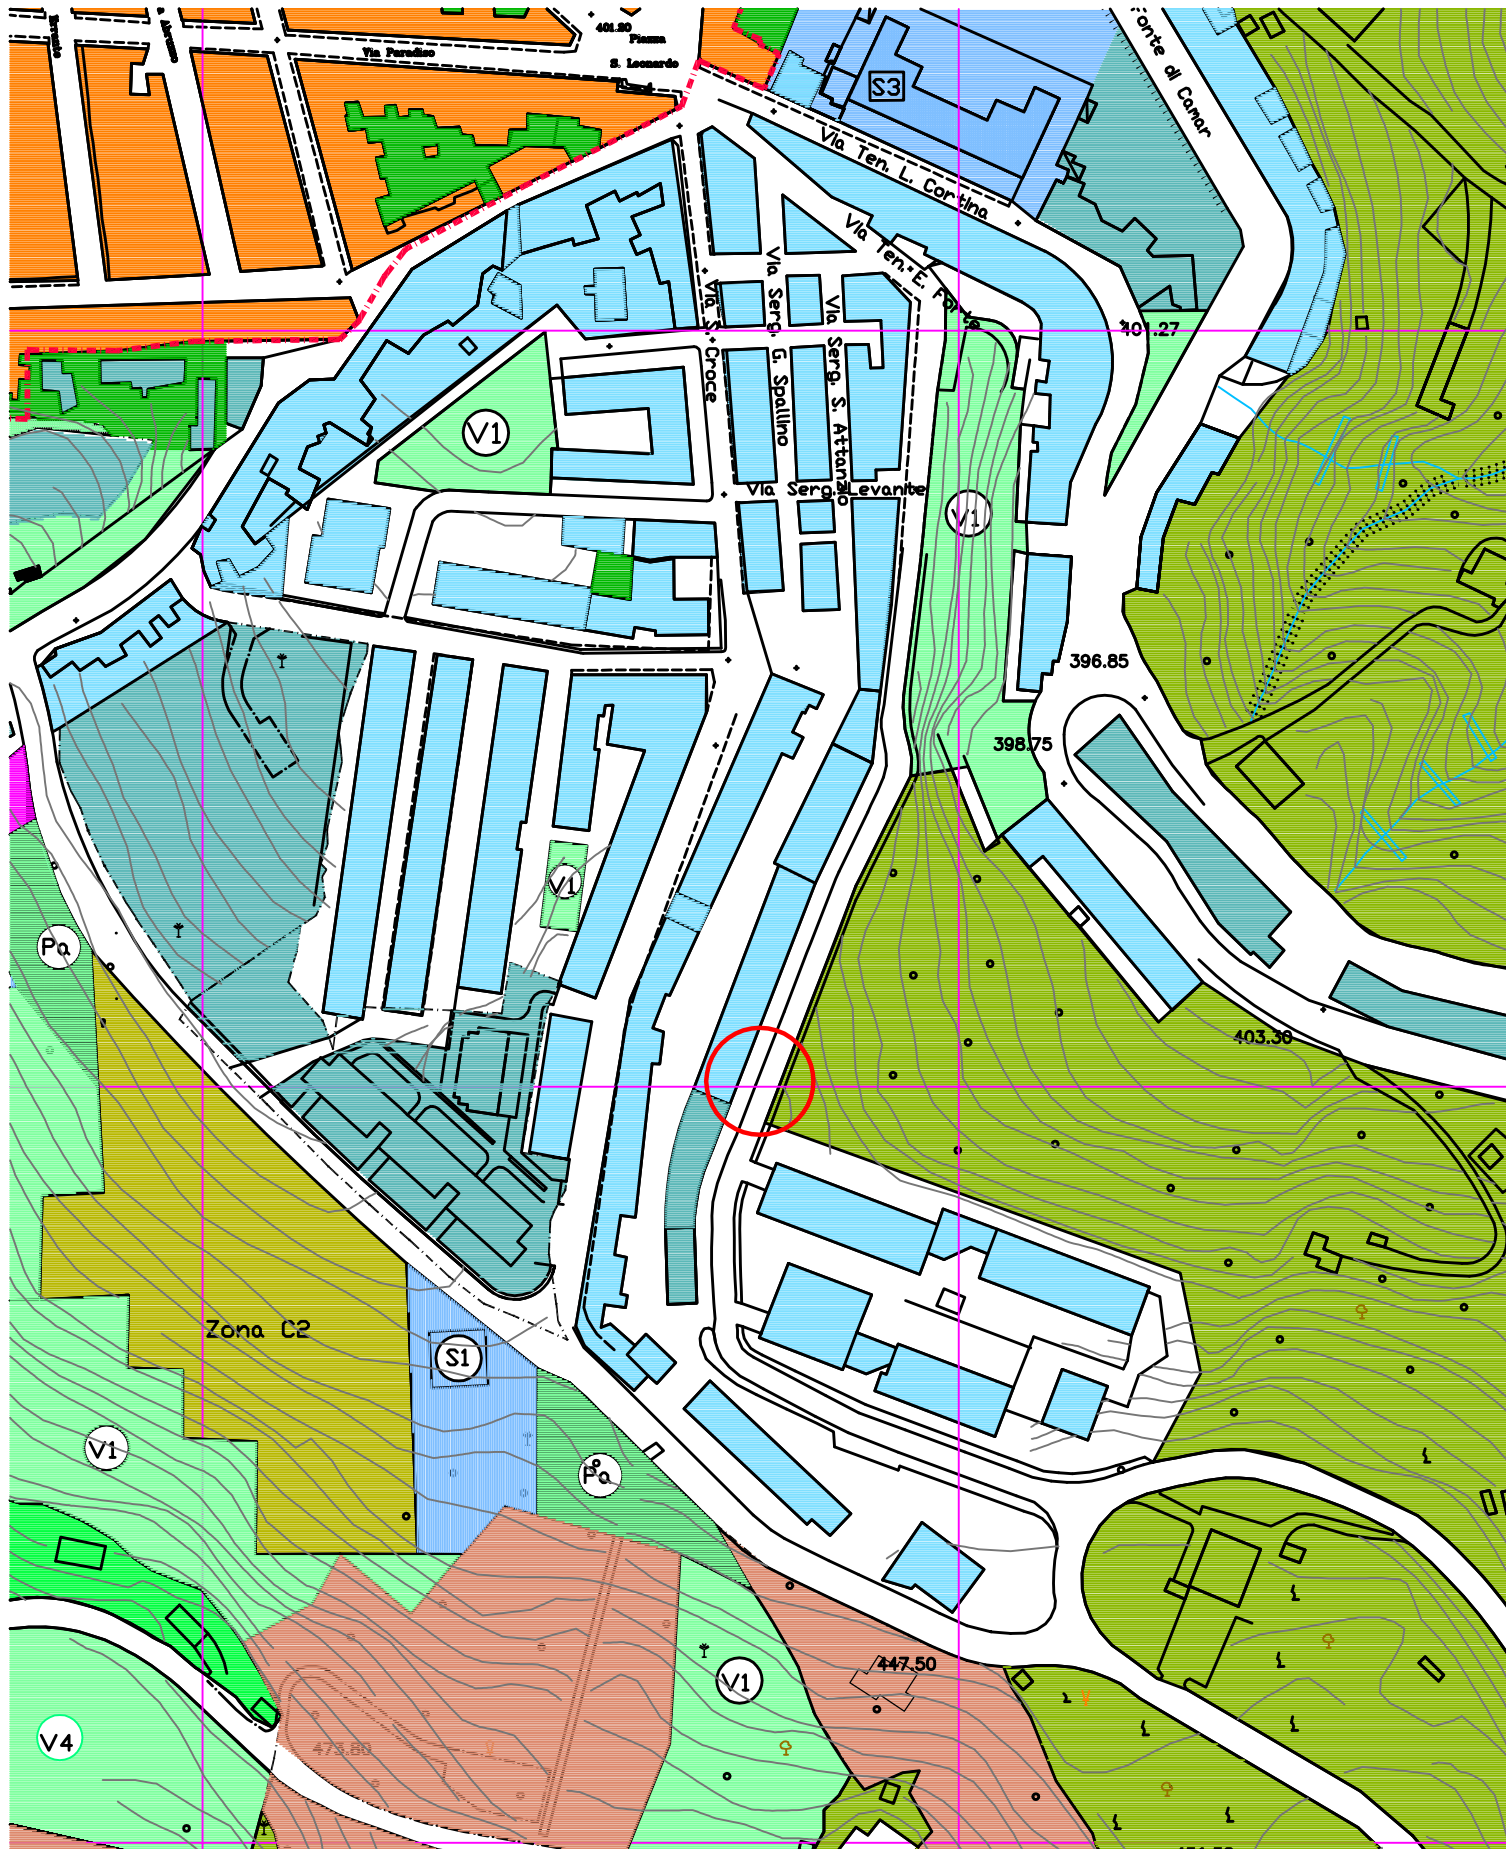 401.20
Piazza
S. Leonardo
Via Paradiso
S3
Fonte di Camar
Via Ten. L. Cortina
Via Ten. E. Forte
Via S. Croce
Via Serg. G. Spallino
Via Serg. S. Attanzio
401.27
V1
Via Serg. Levanite
V1
396.85
398.75
V1
Pa
403.30
Zona C2
S1
V1
Pa
447.50
V1
V4
473.80